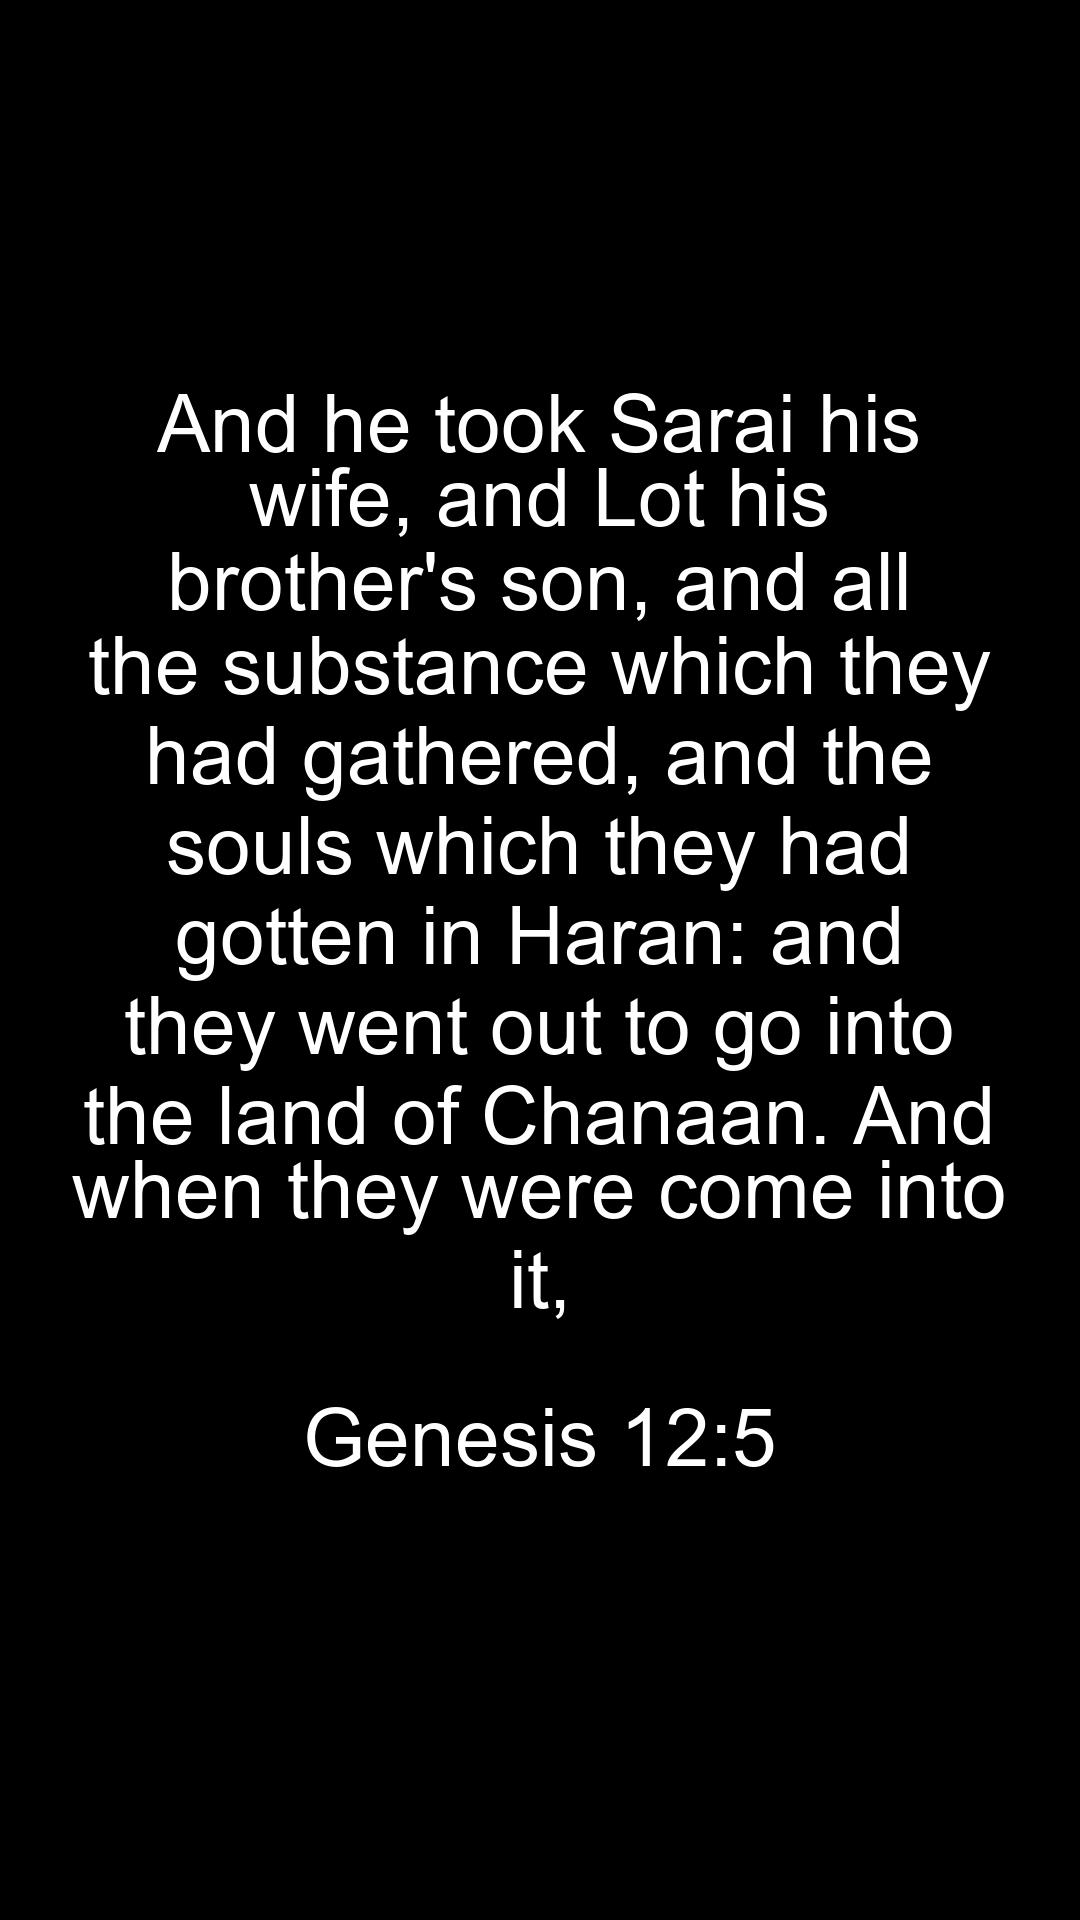 And he took Sarai his
wife, and Lot his
brother's son, and all
the substance which they
had gathered, and the
souls which they had
gotten in Haran: and
they went out to go into
the land of Chanaan. And
when they were come into
it,
Genesis 12:5